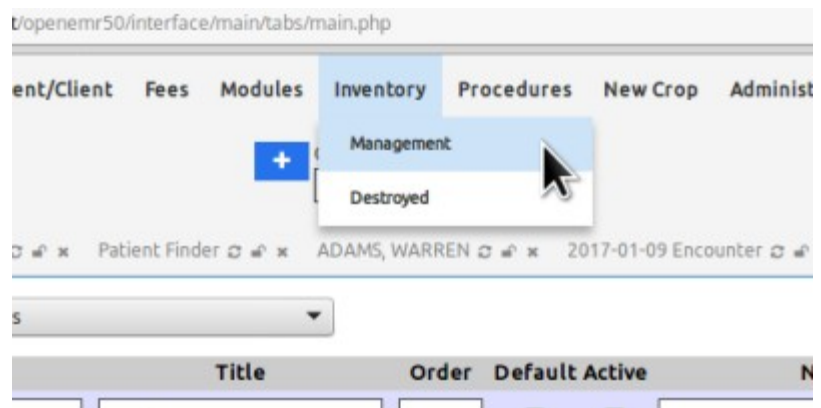 t/openemr50/interface/main/tabs/main.php
ent/Client Fees Modules Inventory Procedures New Crop Administ
Management
Destroyed
Patient Finder ADAMS, WARREN 2017-01-09 Encounter
s
Title Order Default Active N